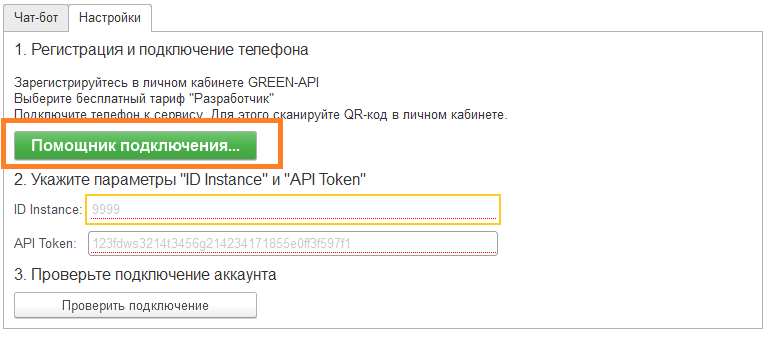 Чат-бот Настройки
1. Регистрация и подключение телефона
Зарегистрируйтесь в личном кабинете GREEN-API
Выберите бесплатный тариф "Разработчик"
Подключите телефон к сервису. Для этого сканируйте QR-код в личном кабинете.
Помощник подключения...
2. Укажите параметры "ID Instance" и "API Token"
ID Instance: 9999
API Token: 123fdws3214t3456g214234171855e0ff3f597f1
3. Проверьте подключение аккаунта
Проверить подключение